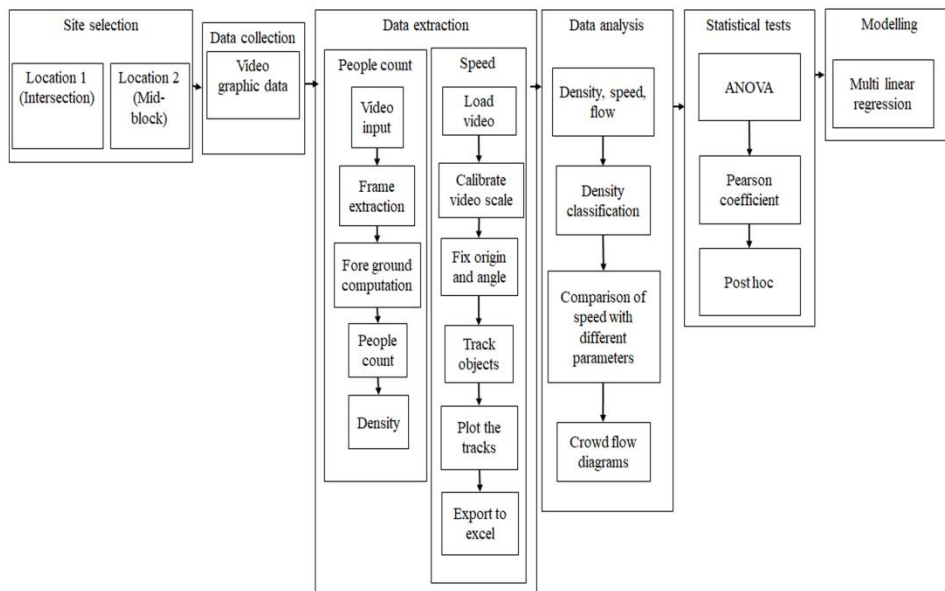 Site selection
Location 1
(Intersection)
Location 2
(Mid-
block)
Data collection
Video
graphic data
Data extraction
People count
Video
input
Frame
extraction
Fore ground
computation
People
count
Density
Speed
Load
video
Calibrate
video scale
Fix origin
and angle
Track
objects
Plot the
tracks
Export to
excel
Data analysis
Density, speed,
flow
Density
classification
Comparison of
speed with
different
parameters
Crowd flow
diagrams
Statistical tests
ANOVA
Pearson
coefficient
Post hoc
Modelling
Multi linear
regression